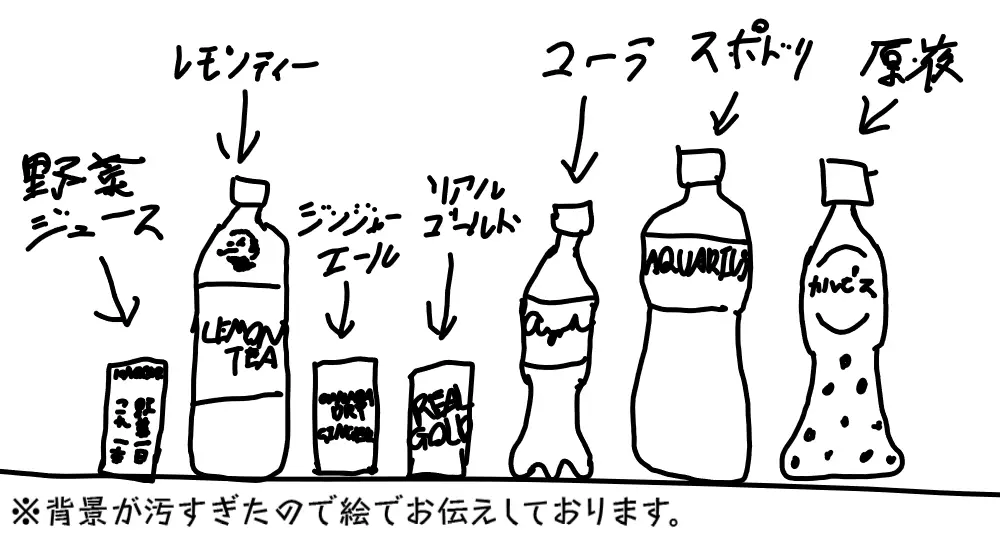 レモンティー
コーラ
スポドリ
原液
野菜
ジュース
ジンジャー
エール
リアル
ゴールド
LEMON
TEA
AQUARIUS
カルピス
DRY
GINGER
REAL
GOLD
※背景が汚すぎたので絵でお伝えしております。